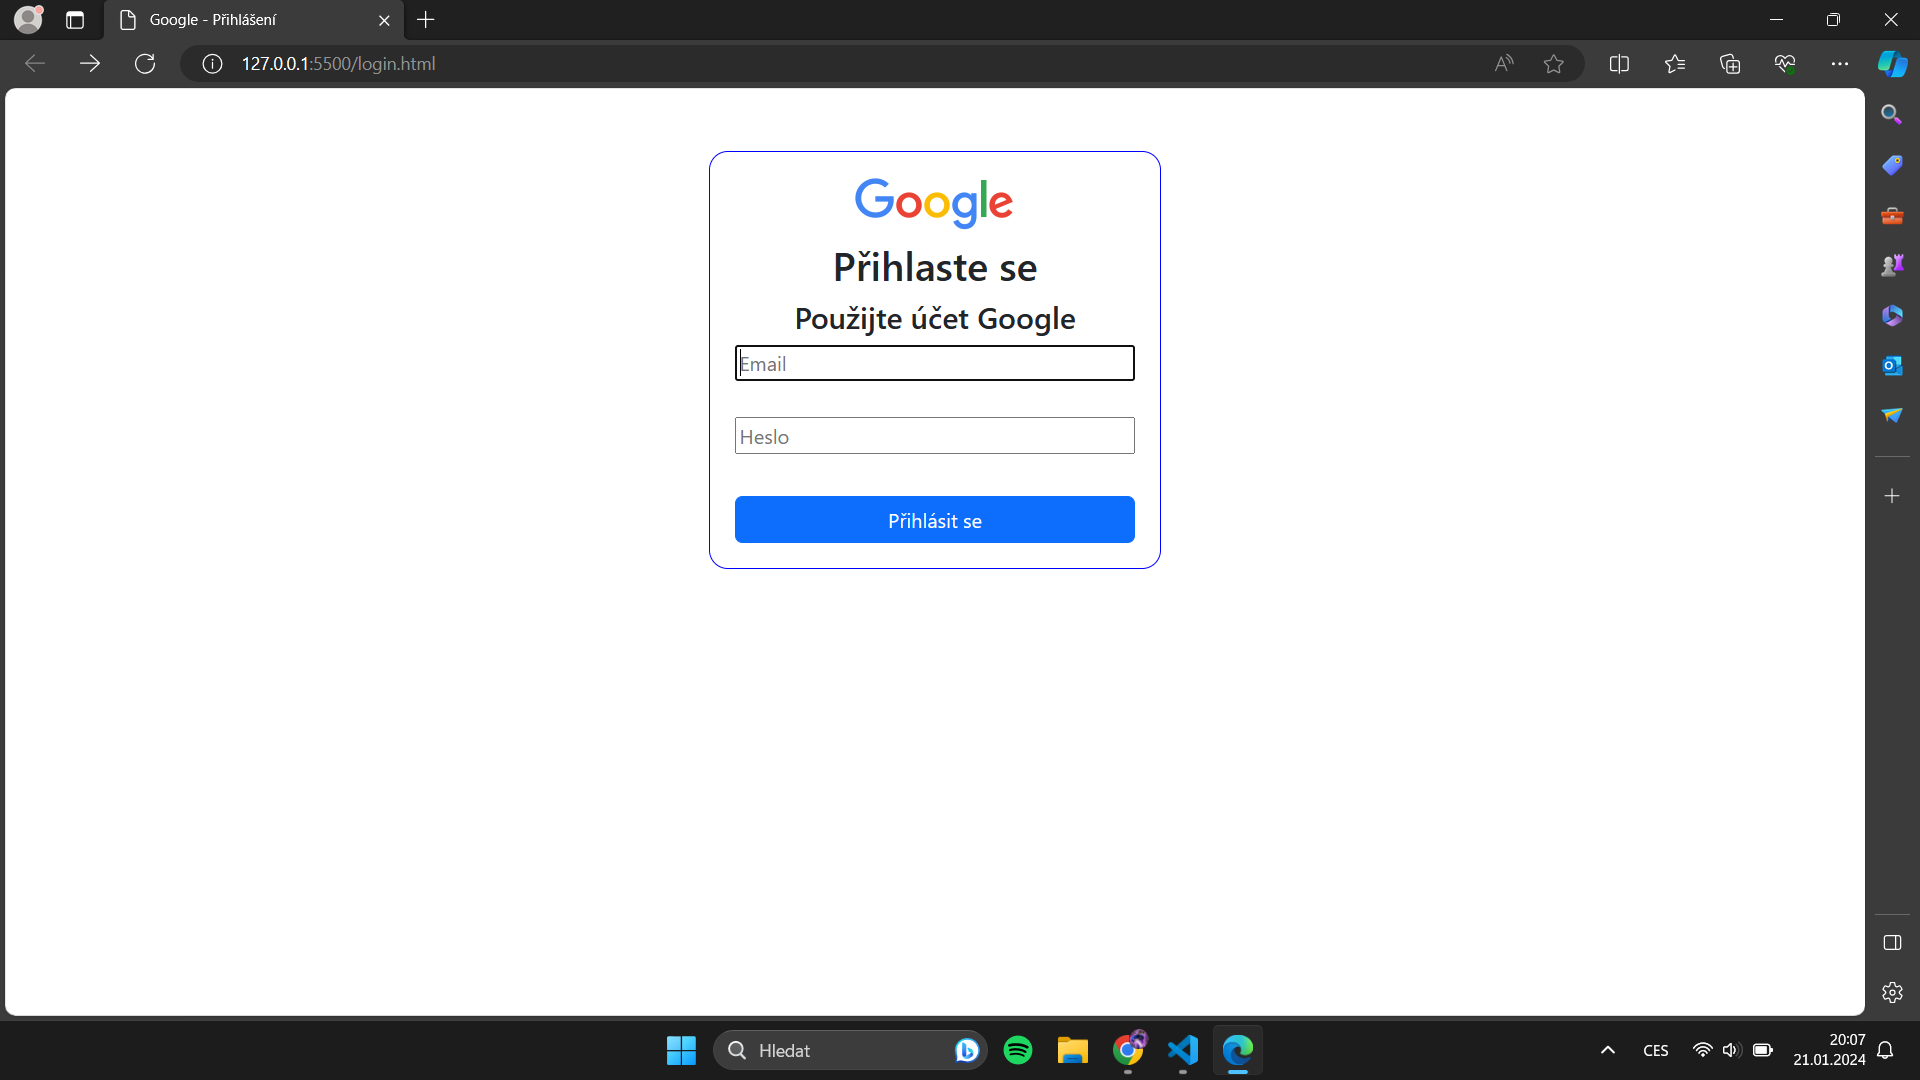 Google - Přihlášení
127.0.0.1:5500/login.html
Google
Přihlaste se
Použijte účet Google
Email
Heslo
Přihlásit se
Hledat
CES
20:07
21.01.2024